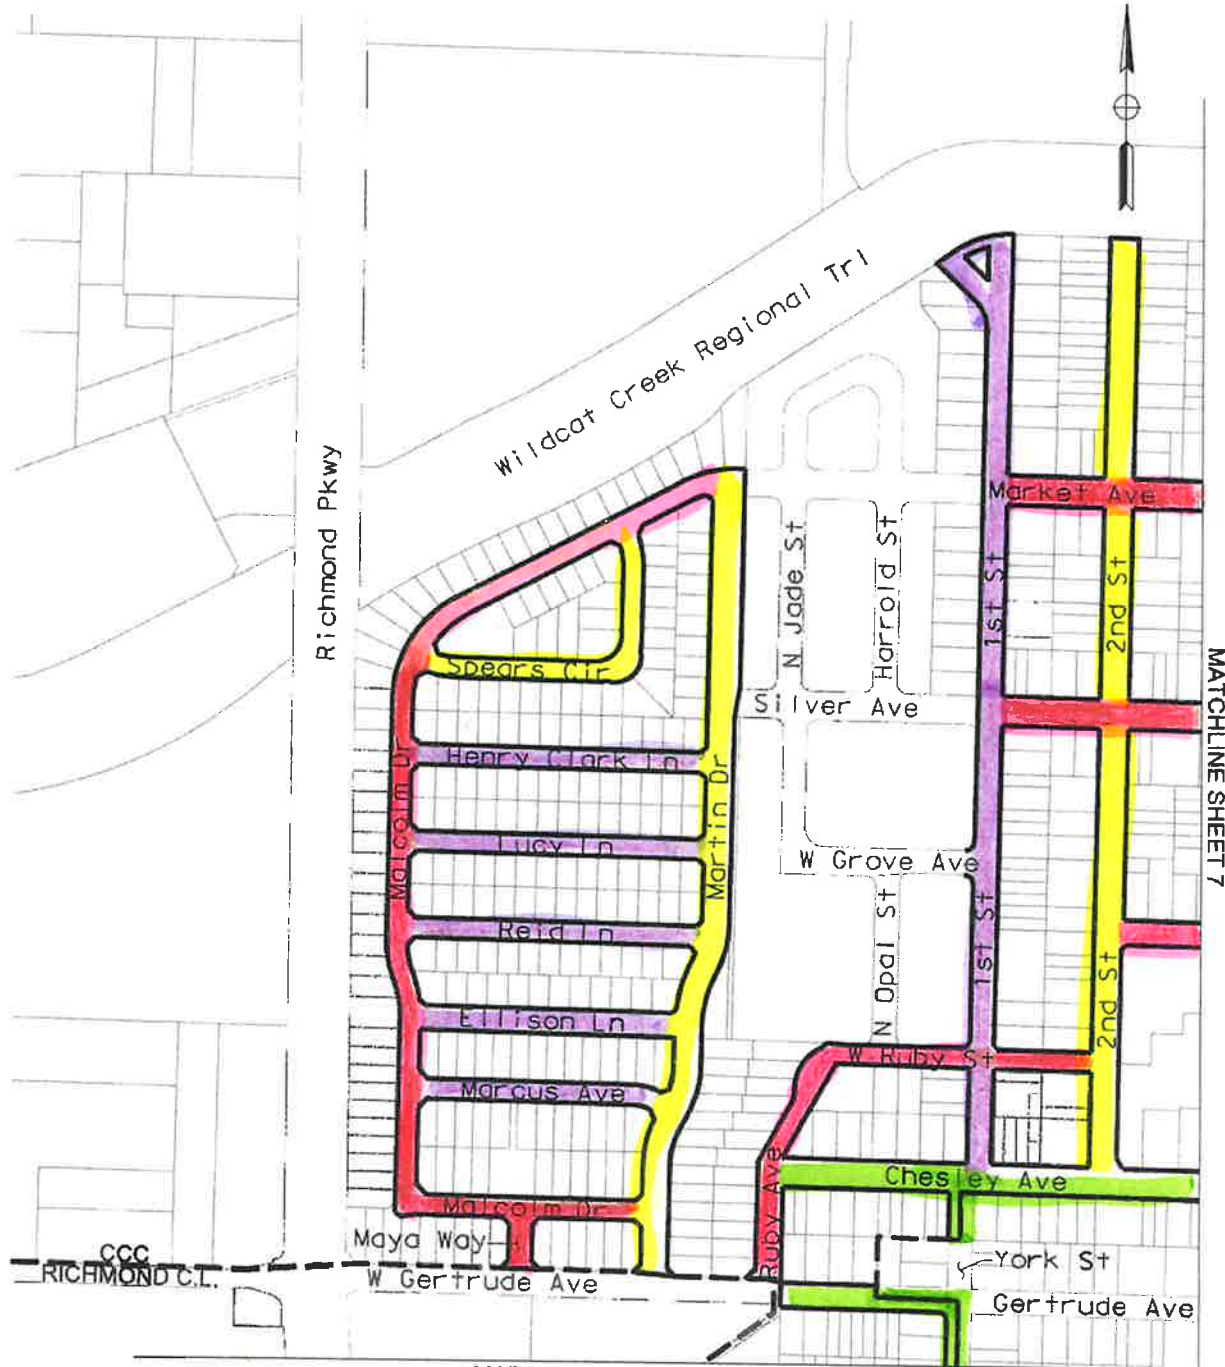 Wildcat Creek Regional Trl
Richmond Pkwy
Market Ave
N Jade St
Harrold St
1st St
2nd St
Spears Cir
Silver Ave
MATCHLINE SHEET 7
Henry Clark Ln
Malcolm Dr
Martin Dr
Lucy Ln
W Grove Ave
Reid Ln
N Opal St
1st St
2nd St
Ellison Ln
W Ruby St
Marcus Ave
Chesley Ave
Ruby Ave
Malcolm Dr
Maya Way
CCC
RICHMOND C.L.
W Gertrude Ave
York St
Gertrude Ave